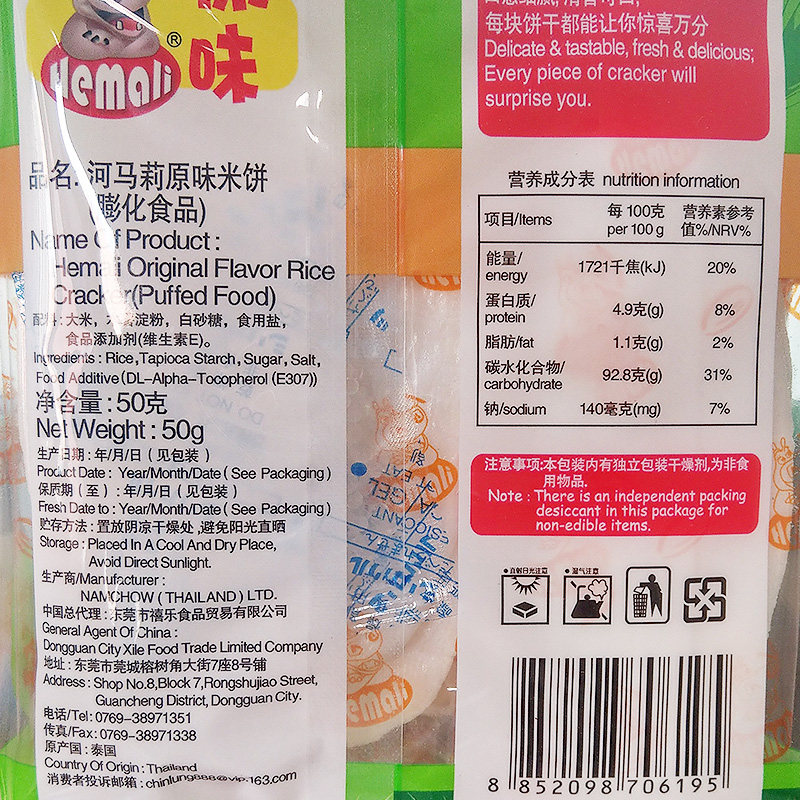 味
Hemali®
品名:河马莉原味米饼
(膨化食品)
Name Of Product :
Hemali Original Flavor Rice
Cracker(Puffed Food)
配料:大米，木薯淀粉，白砂糖，食用盐，
食品添加剂(维生素E)。
Ingredients : Rice, Tapioca Starch, Sugar, Salt,
Food Additive (DL-Alpha-Tocopherol (E307))
净含量:50克
Net Weight : 50g
生产日期: 年/月/日 (见包装)
Product Date : Year/Month/Date ( See Packaging )
保质期 (至) : 年/月/日 (见包装)
Fresh Date to : Year/Month/Date ( See Packaging )
贮存方法:置放阴凉干燥处,避免阳光直晒
Storage : Placed In A Cool And Dry Place,
Avoid Direct Sunlight.
生产商/Manufacturer :
NAMCHOW ( THAILAND ) LTD.
中国总代理:东莞市禧乐食品贸易有限公司
General Agent Of China :
Dongguan City Xile Food Trade Limited Company
地址:东莞市莞城榕树角大街7座8号铺
Address : Shop No.8,Block 7,Rongshujiao Street,
Guancheng District, Dongguan City.
电话/Tel: 0769-38971351
传真/Fax: 0769-38971338
原产国:泰国
Country Of Origin : Thailand
消费者投诉邮箱 : chinlung888@vip.163.com
每块饼干都能让你惊喜万分
Delicate & tastable, fresh & delicious;
Every piece of cracker will
surprise you.
营养成分表 nutrition information
项目/Items 每 100克 per 100 g 营养素参考值%/NRV%
能量/energy 1721千焦(kJ) 20%
蛋白质/protein 4.9克(g) 8%
脂肪/fat 1.1克(g) 2%
碳水化合物/carbohydrate 92.8克(g) 31%
钠/sodium 140毫克(mg) 7%
注意事项:本包装内有独立包装干燥剂,为非食
用物品。
Note : There is an independent packing
desiccant in this package for
non-edible items.
●直射日光注意 ●湿气注意
8 852098 706195
Hemali